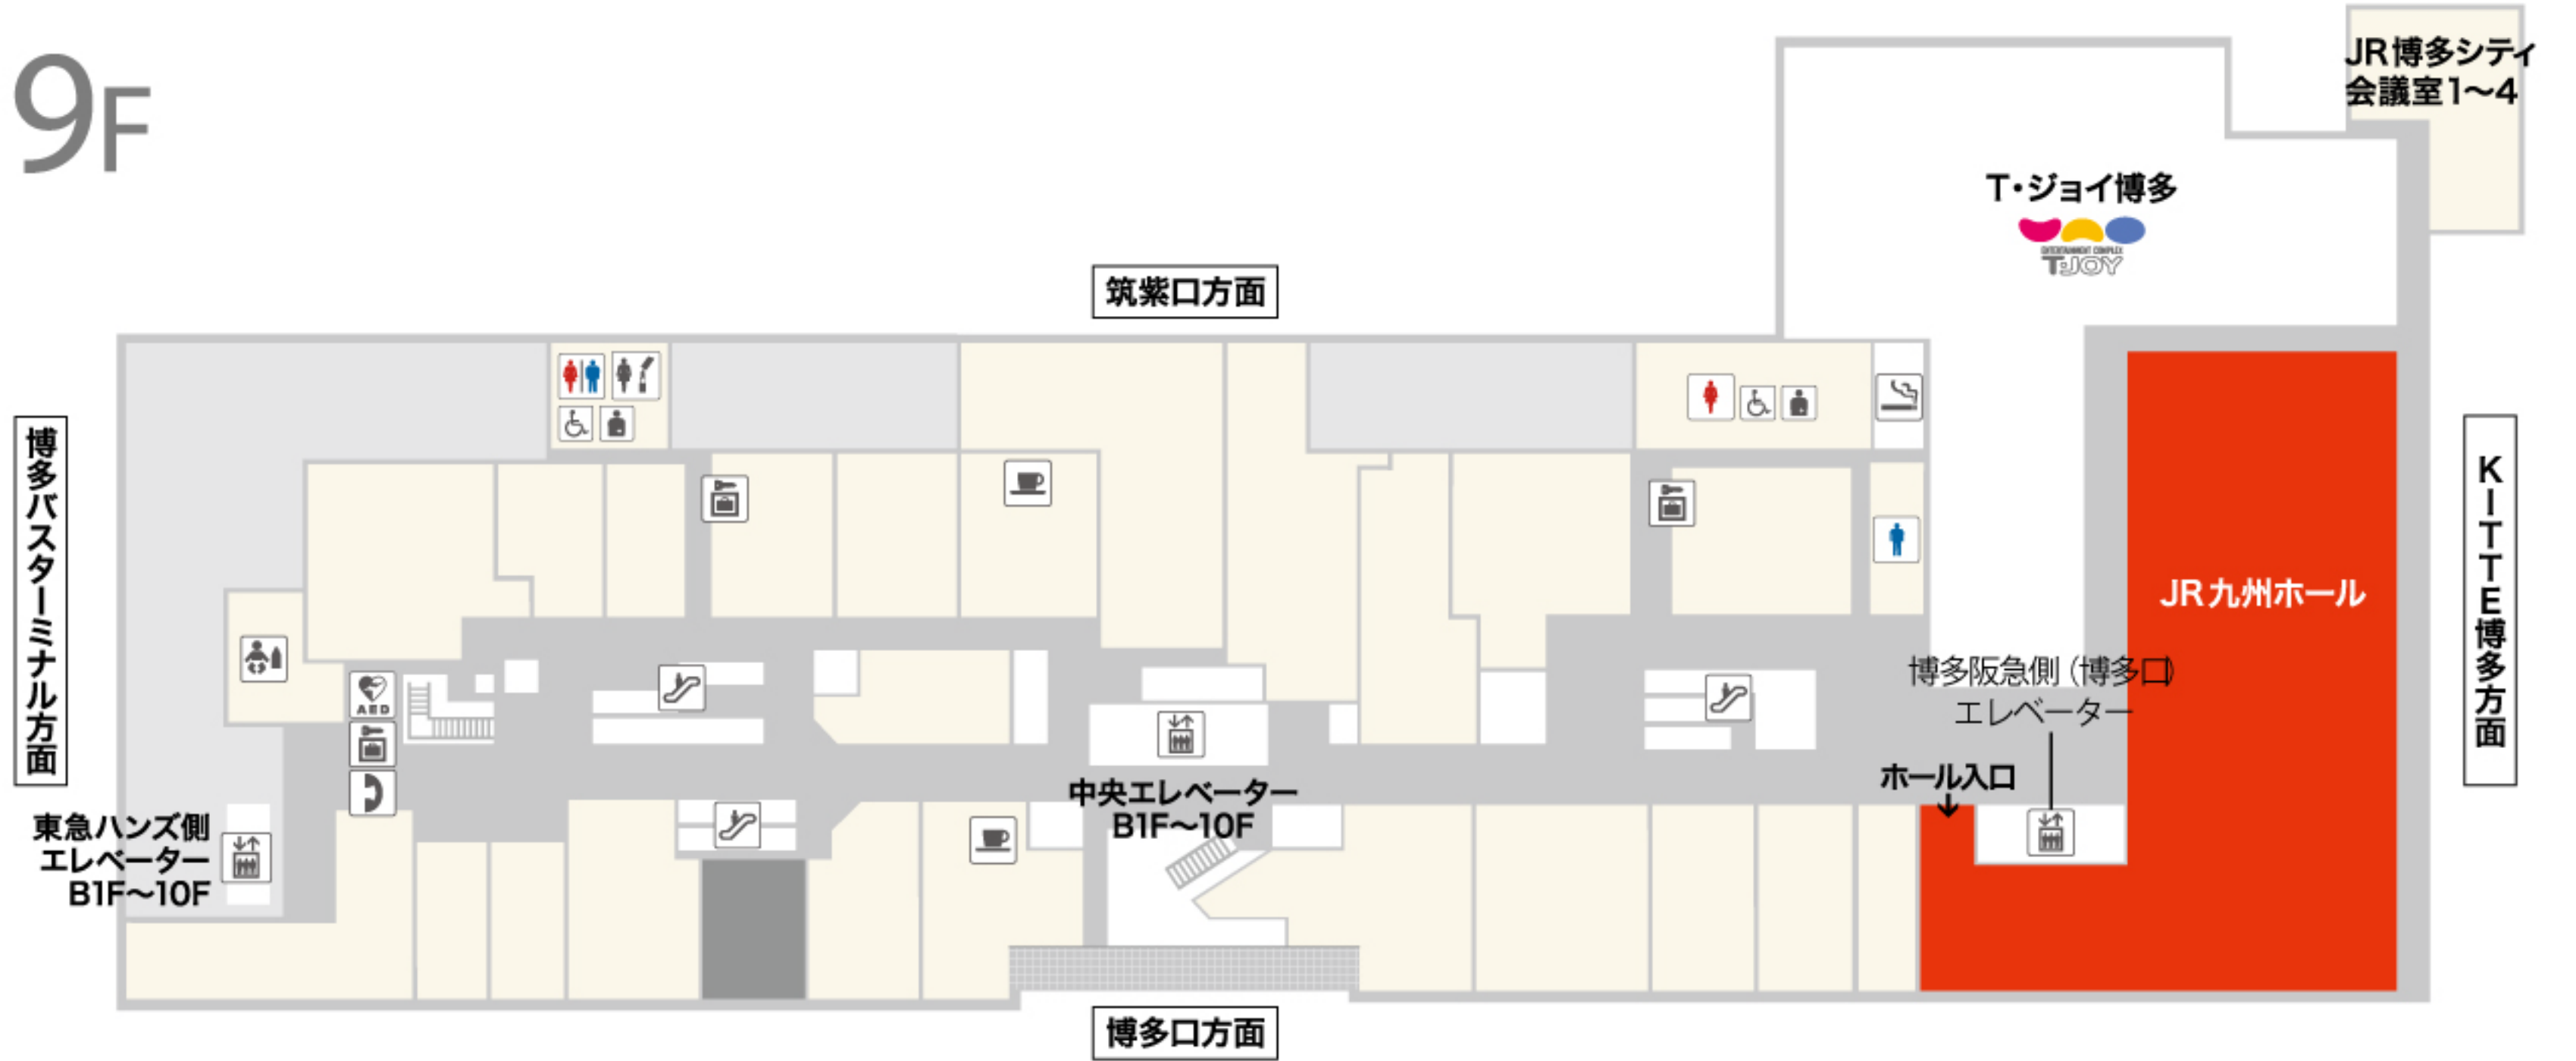 9F
JR博多シティ
会議室1～4
T・ジョイ博多
ENTERTAINMENT COMPLEX
T・JOY
筑紫口方面
博多バスターミナル方面
KITTE博多方面
JR九州ホール
博多阪急側（博多口）
エレベーター
ホール入口
AED
中央エレベーター
B1F～10F
東急ハンズ側
エレベーター
B1F～10F
博多口方面